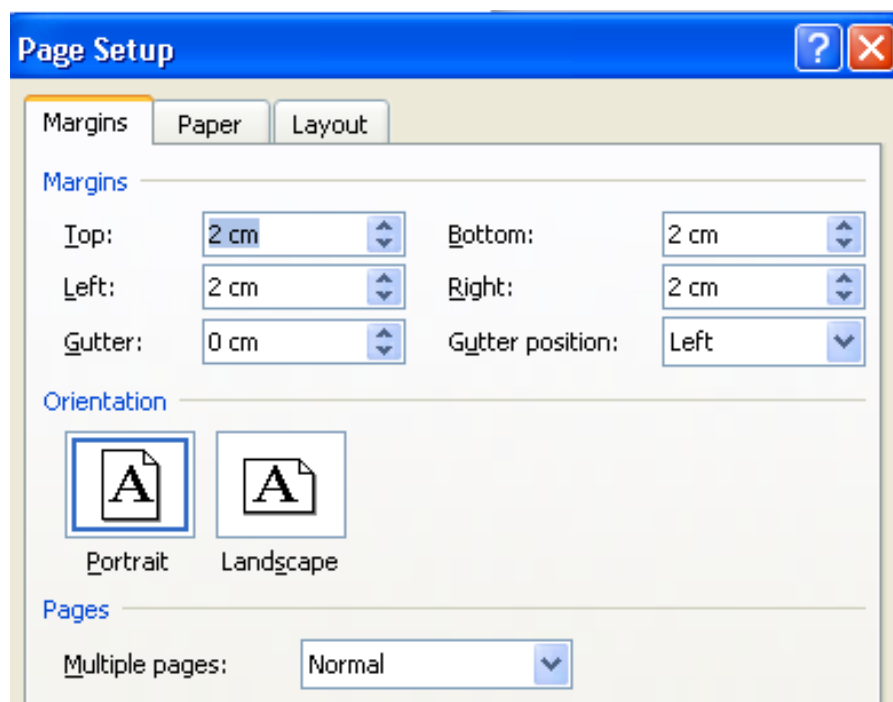 Page Setup ?
Margins Paper Layout
Margins
Top: 2 cm Bottom: 2 cm
Left: 2 cm Right: 2 cm
Gutter: 0 cm Gutter position: Left
Orientation
A A
Portrait Landscape
Pages
Multiple pages: Normal